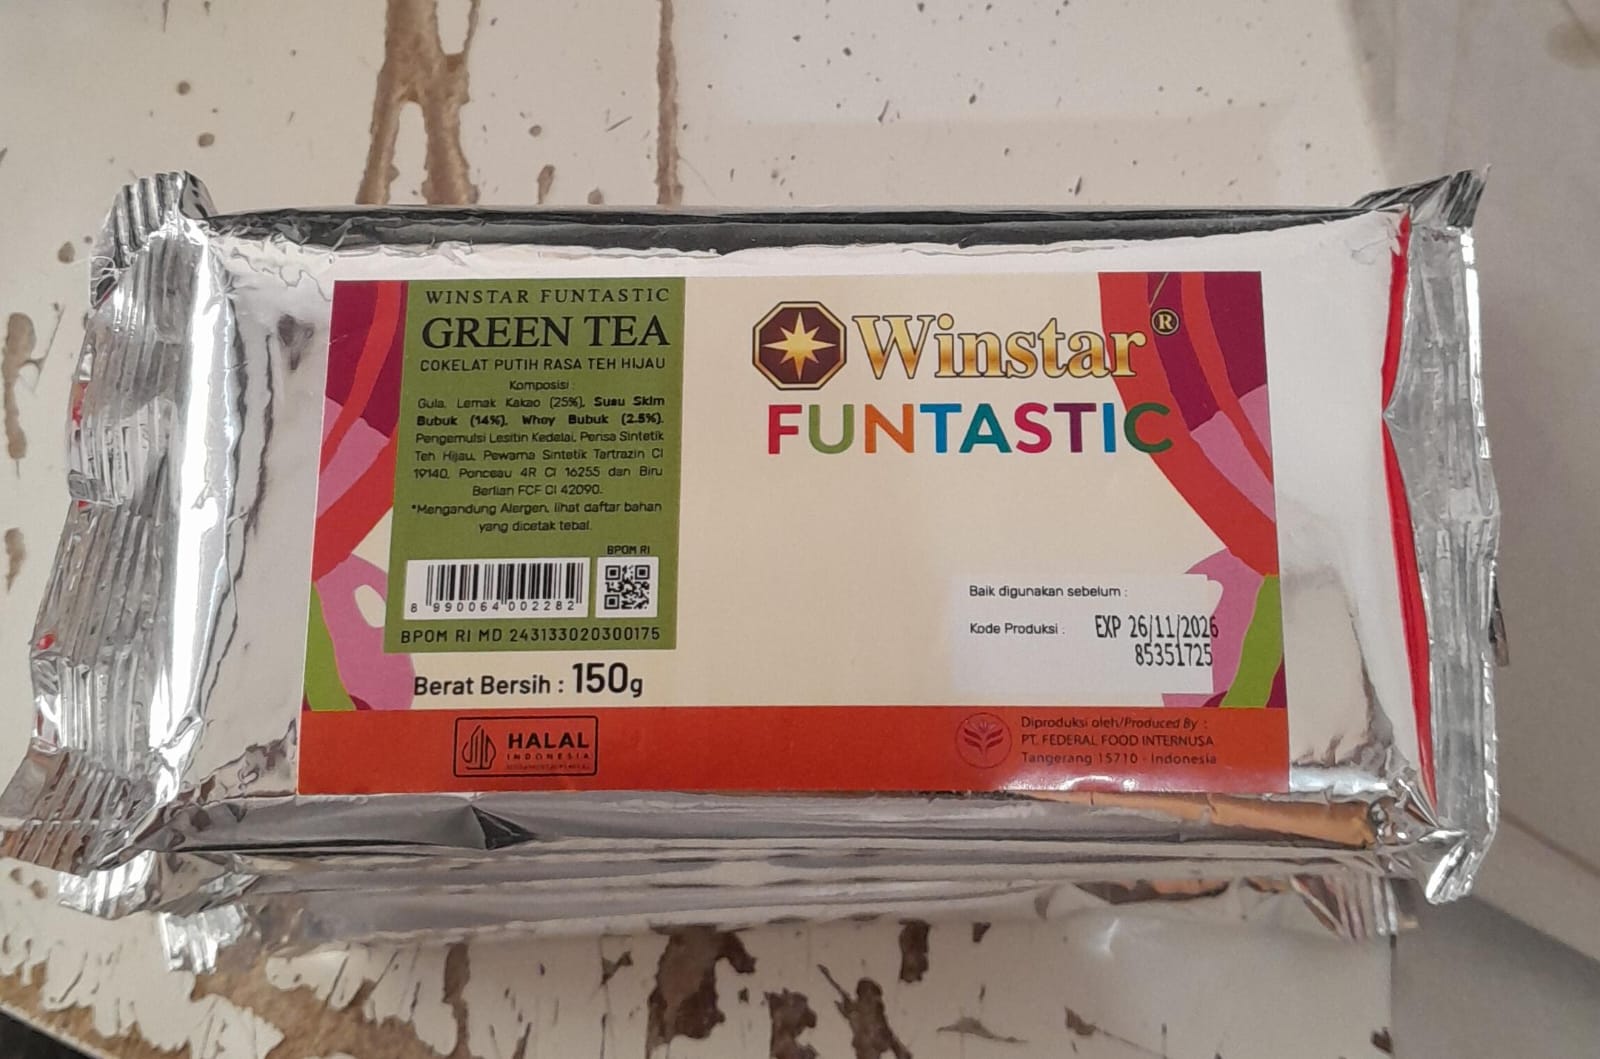 WINSTAR FUNTASTIC
GREEN TEA
COKELAT PUTIH RASA TEH HIJAU
Komposisi :
Gula, Lemak Kakao (25%), Susu Skim
Bubuk (14%), Whey Bubuk (2.5%).
Pengemulsi Lesitin Kedelai, Perisa Sintetik
Teh Hijau, Pewarna Sintetik Tartrazin CI
19140, Ponceau 4R CI 16255 dan Biru
Berlian FCF CI 42090.
*Mengandung Alergen, lihat daftar bahan
yang dicetak tebal.
BPOM RI
8 990064 002282
BPOM RI MD 243133020300175
Berat Bersih : 150g
HALAL
INDONESIA
Winstar®
FUNTASTIC
Baik digunakan sebelum :
Kode Produksi : EXP 26/11/2026
85351725
Diproduksi oleh/Produced By :
PT. FEDERAL FOOD INTERNUSA
Tangerang 15710 - Indonesia